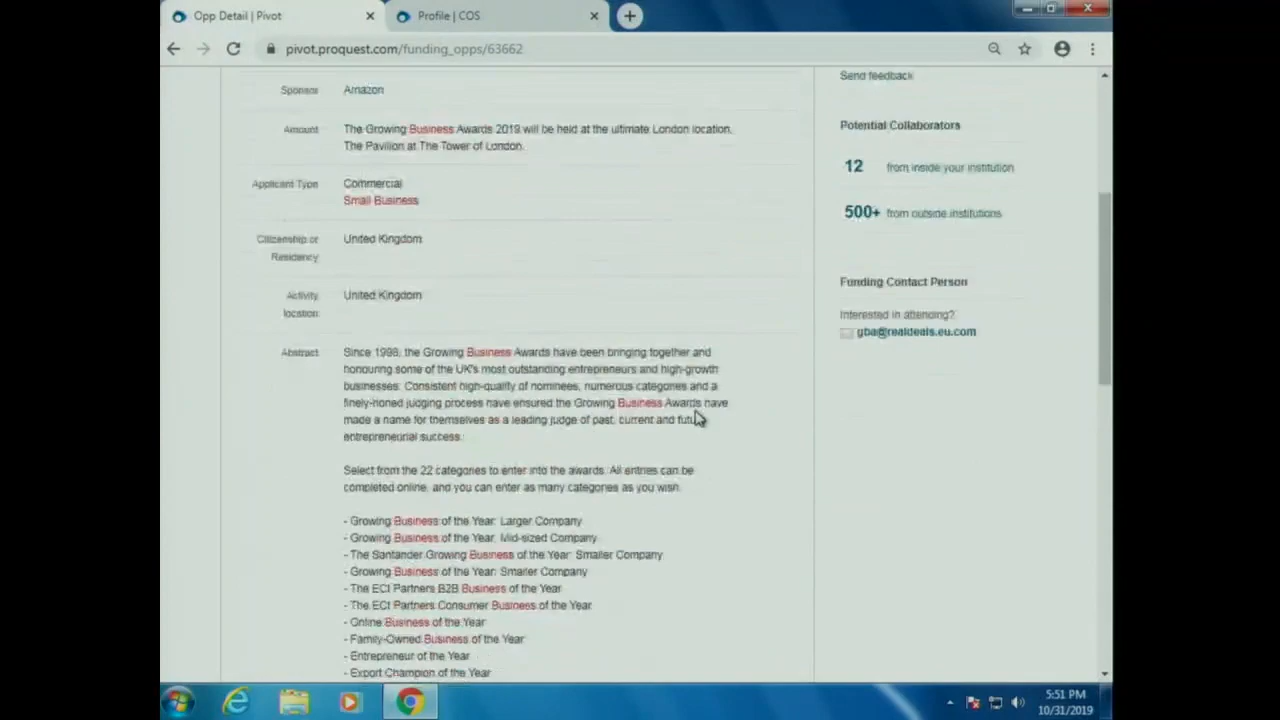 Opp Detail | Pivot
Profile | COS
pivot.proquest.com/funding_opps/63662
Send feedback
Sponsor
Amazon
Potential Collaborators
Amount
The Growing Business Awards 2019 will be held at the ultimate London location,
The Pavilion at The Tower of London.
12 from inside your institution
Applicant Type
Commercial
Small Business
500+ from outside institutions
Citizenship or
Residency
United Kingdom
Funding Contact Person
Activity
location
United Kingdom
Interested in attending?
gba@realdeals.eu.com
Abstract
Since 1998, the Growing Business Awards have been bringing together and
honouring some of the UK's most outstanding entrepreneurs and high-growth
businesses. Consistent high-quality of nominees, numerous categories and a
finely-honed judging process have ensured the Growing Business Awards have
made a name for themselves as a leading judge of past, current and futu
entrepreneurial success.
Select from the 22 categories to enter into the awards. All entries can be
completed online, and you can enter as many categories as you wish.
- Growing Business of the Year: Larger Company
- Growing Business of the Year: Mid-sized Company
- The Santander Growing Business of the Year: Smaller Company
- Growing Business of the Year: Smaller Company
- The ECI Partners B2B Business of the Year
- The ECI Partners Consumer Business of the Year
- Online Business of the Year
- Family-Owned Business of the Year
- Entrepreneur of the Year
- Export Champion of the Year
5:51 PM
10/31/2019